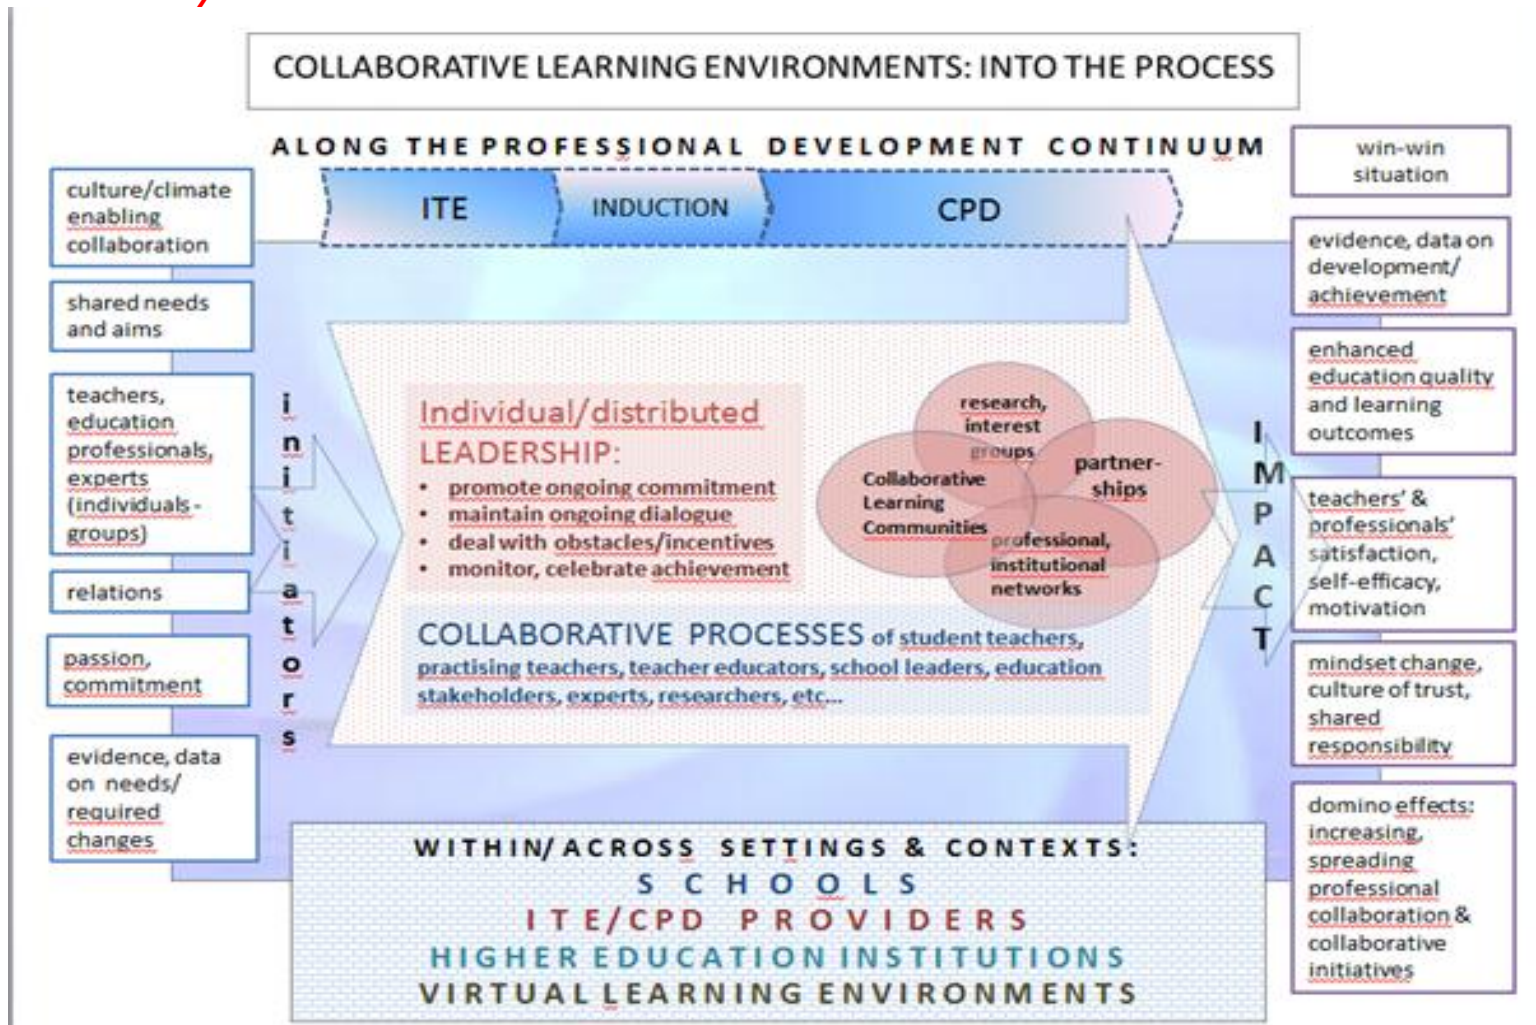 COLLABORATIVE LEARNING ENVIRONMENTS: INTO THE PROCESS
ALONG THE PROFESSIONAL DEVELOPMENT CONTINUUM
ITE
INDUCTION
CPD
culture/climate
enabling
collaboration
shared needs
and aims
teachers,
education
professionals,
experts
(individuals-
groups)
relations
passion,
commitment
evidence, data
on needs/
required
changes
initiators
Individual/distributed
LEADERSHIP:
• promote ongoing commitment
• maintain ongoing dialogue
• deal with obstacles/incentives
• monitor, celebrate achievement
research,
interest
groups
Collaborative
Learning
Communities
partner-
ships
professional,
institutional
networks
COLLABORATIVE PROCESSES of student teachers,
practising teachers, teacher educators, school leaders, education
stakeholders, experts, researchers, etc...
IMPACT
win-win
situation
evidence, data on
development/
achievement
enhanced
education quality
and learning
outcomes
teachers' &
professionals'
satisfaction,
self-efficacy,
motivation
mindset change,
culture of trust,
shared
responsibility
domino effects:
increasing,
spreading
professional
collaboration &
collaborative
initiatives
WITHIN/ACROSS SETTINGS & CONTEXTS:
SCHOOLS
ITE/CPD PROVIDERS
HIGHER EDUCATION INSTITUTIONS
VIRTUAL LEARNING ENVIRONMENTS